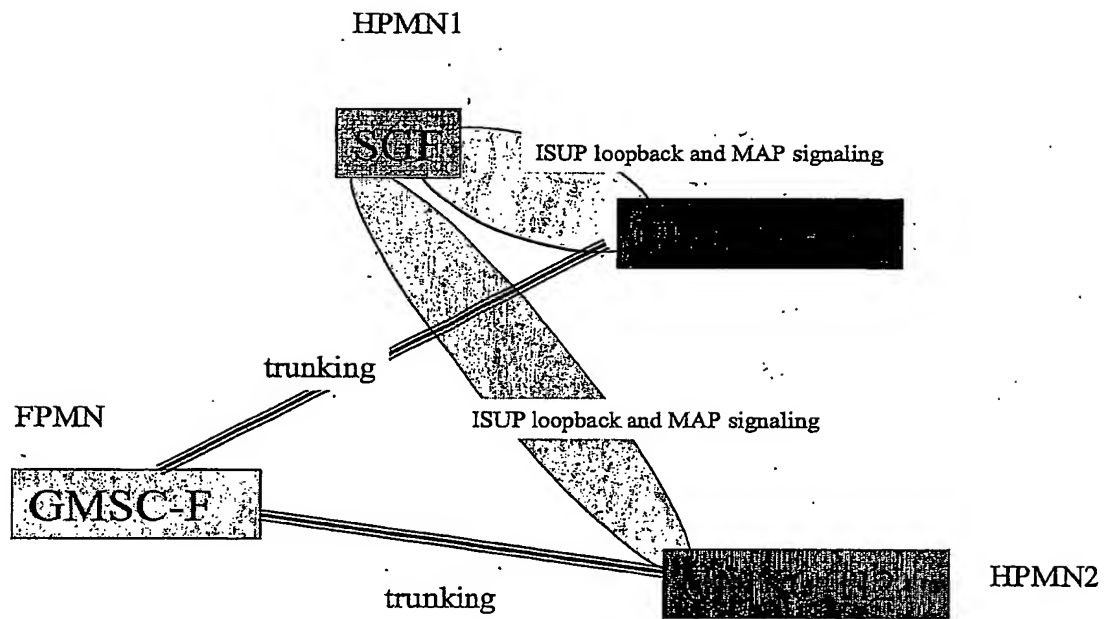 HPMN1
SGF
ISUP loopback and MAP signaling
trunking
FPMN
ISUP loopback and MAP signaling
GMSC-F
HPMN2
trunking